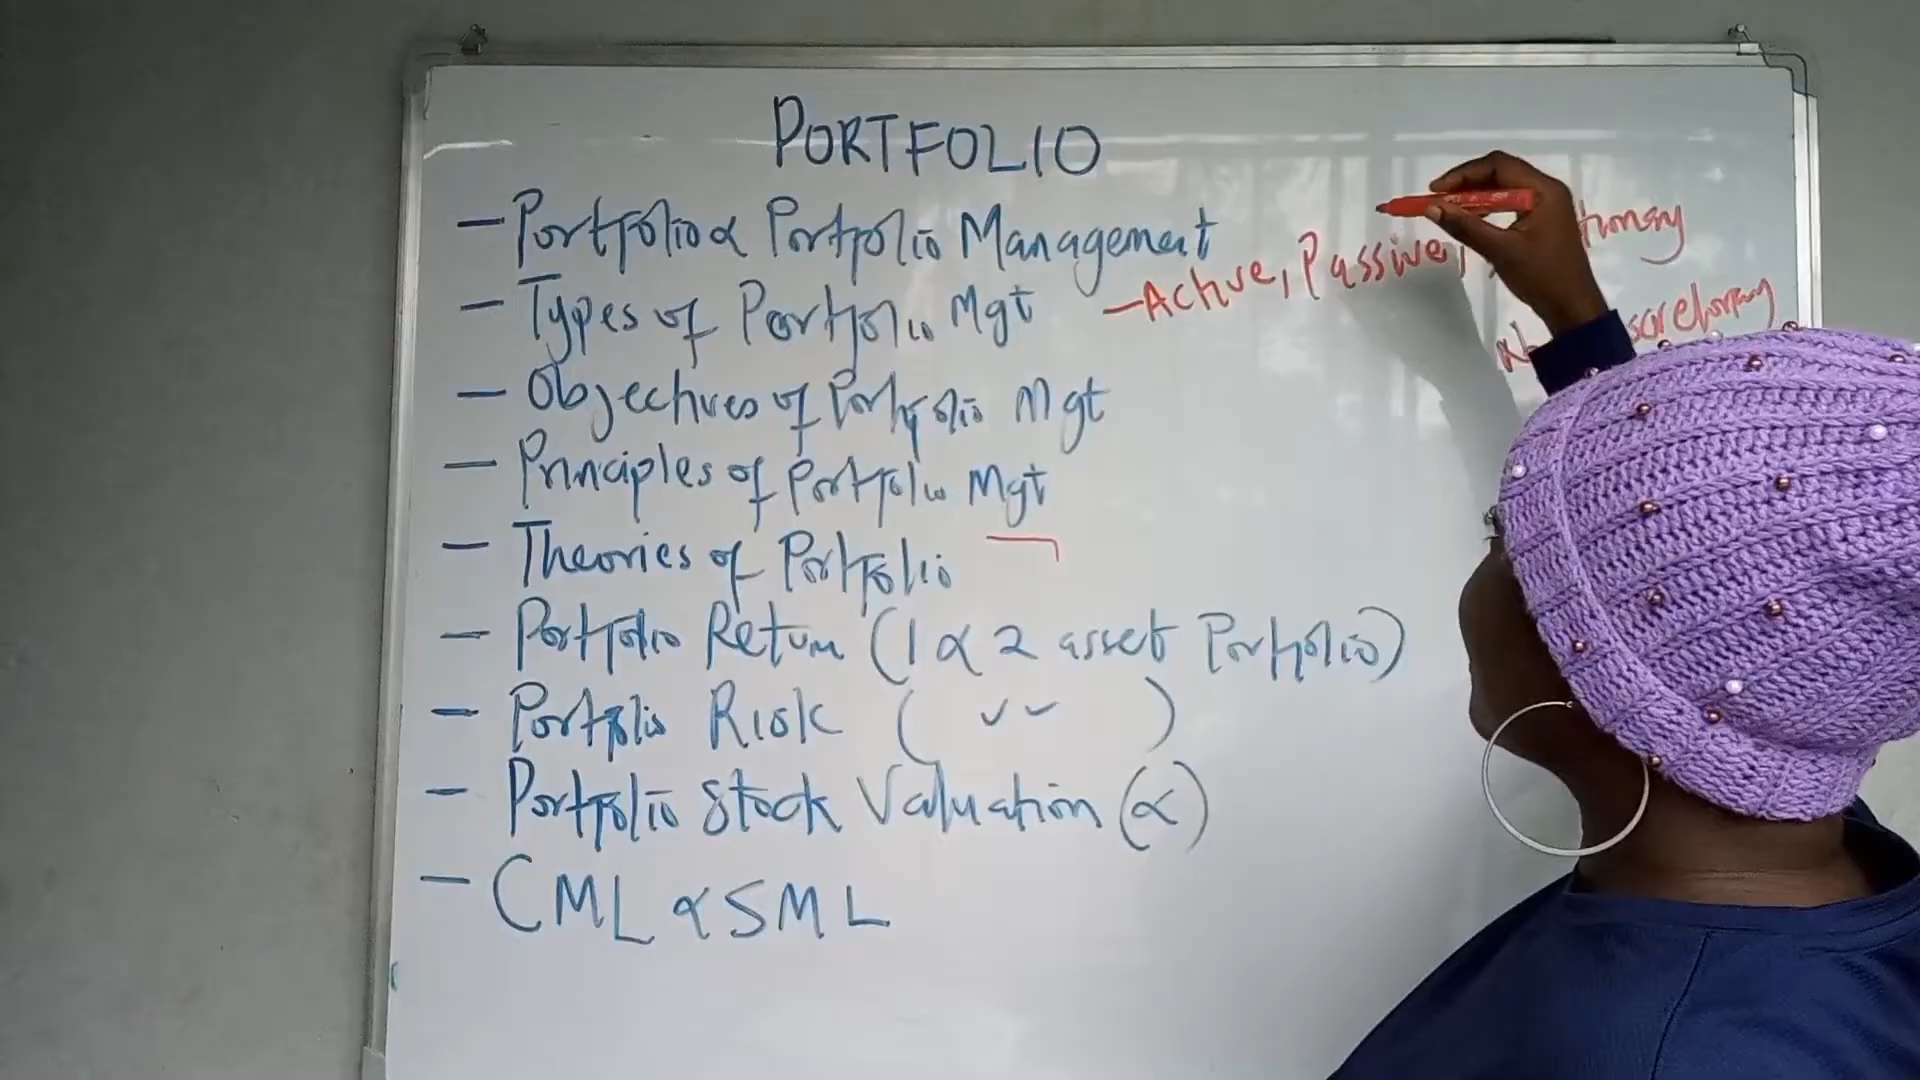 PORTFOLIO
- Portfolio & Portfolio Management
- Types of Portfolio Mgt - Active, Passive,
- Objectives of Portfolio Mgt
- Principles of Portfolio Mgt
- Theories of Portfolio
- Portfolio Return (1 & 2 asset Portfolio)
- Portfolio Risk ( ✓ ✓ )
- Portfolio Stock Valuation (∝)
- CML & SML